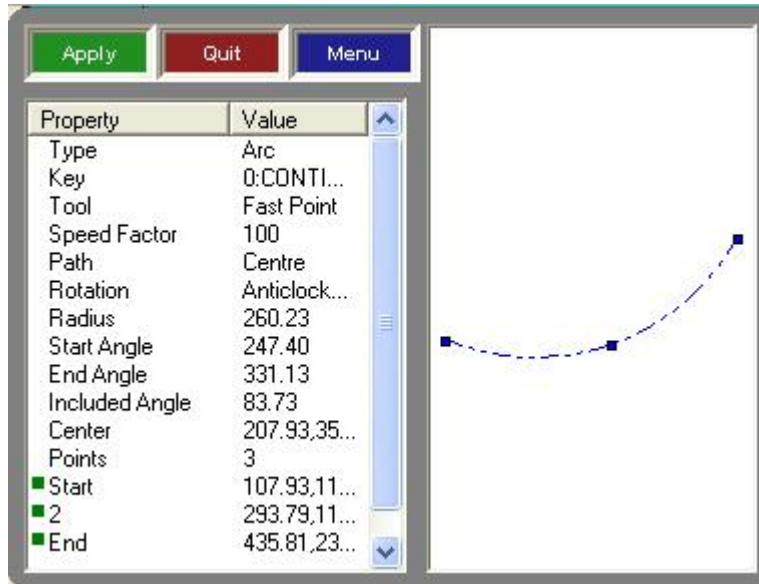 Apply Quit Menu
Property Value
Type Arc
Key 0:CONTI...
Tool Fast Point
Speed Factor 100
Path Centre
Rotation Anticlock...
Radius 260.23
Start Angle 247.40
End Angle 331.13
Included Angle 83.73
Center 207.93,35...
Points 3
Start 107.93,11...
2 293.79,11...
End 435.81,23...